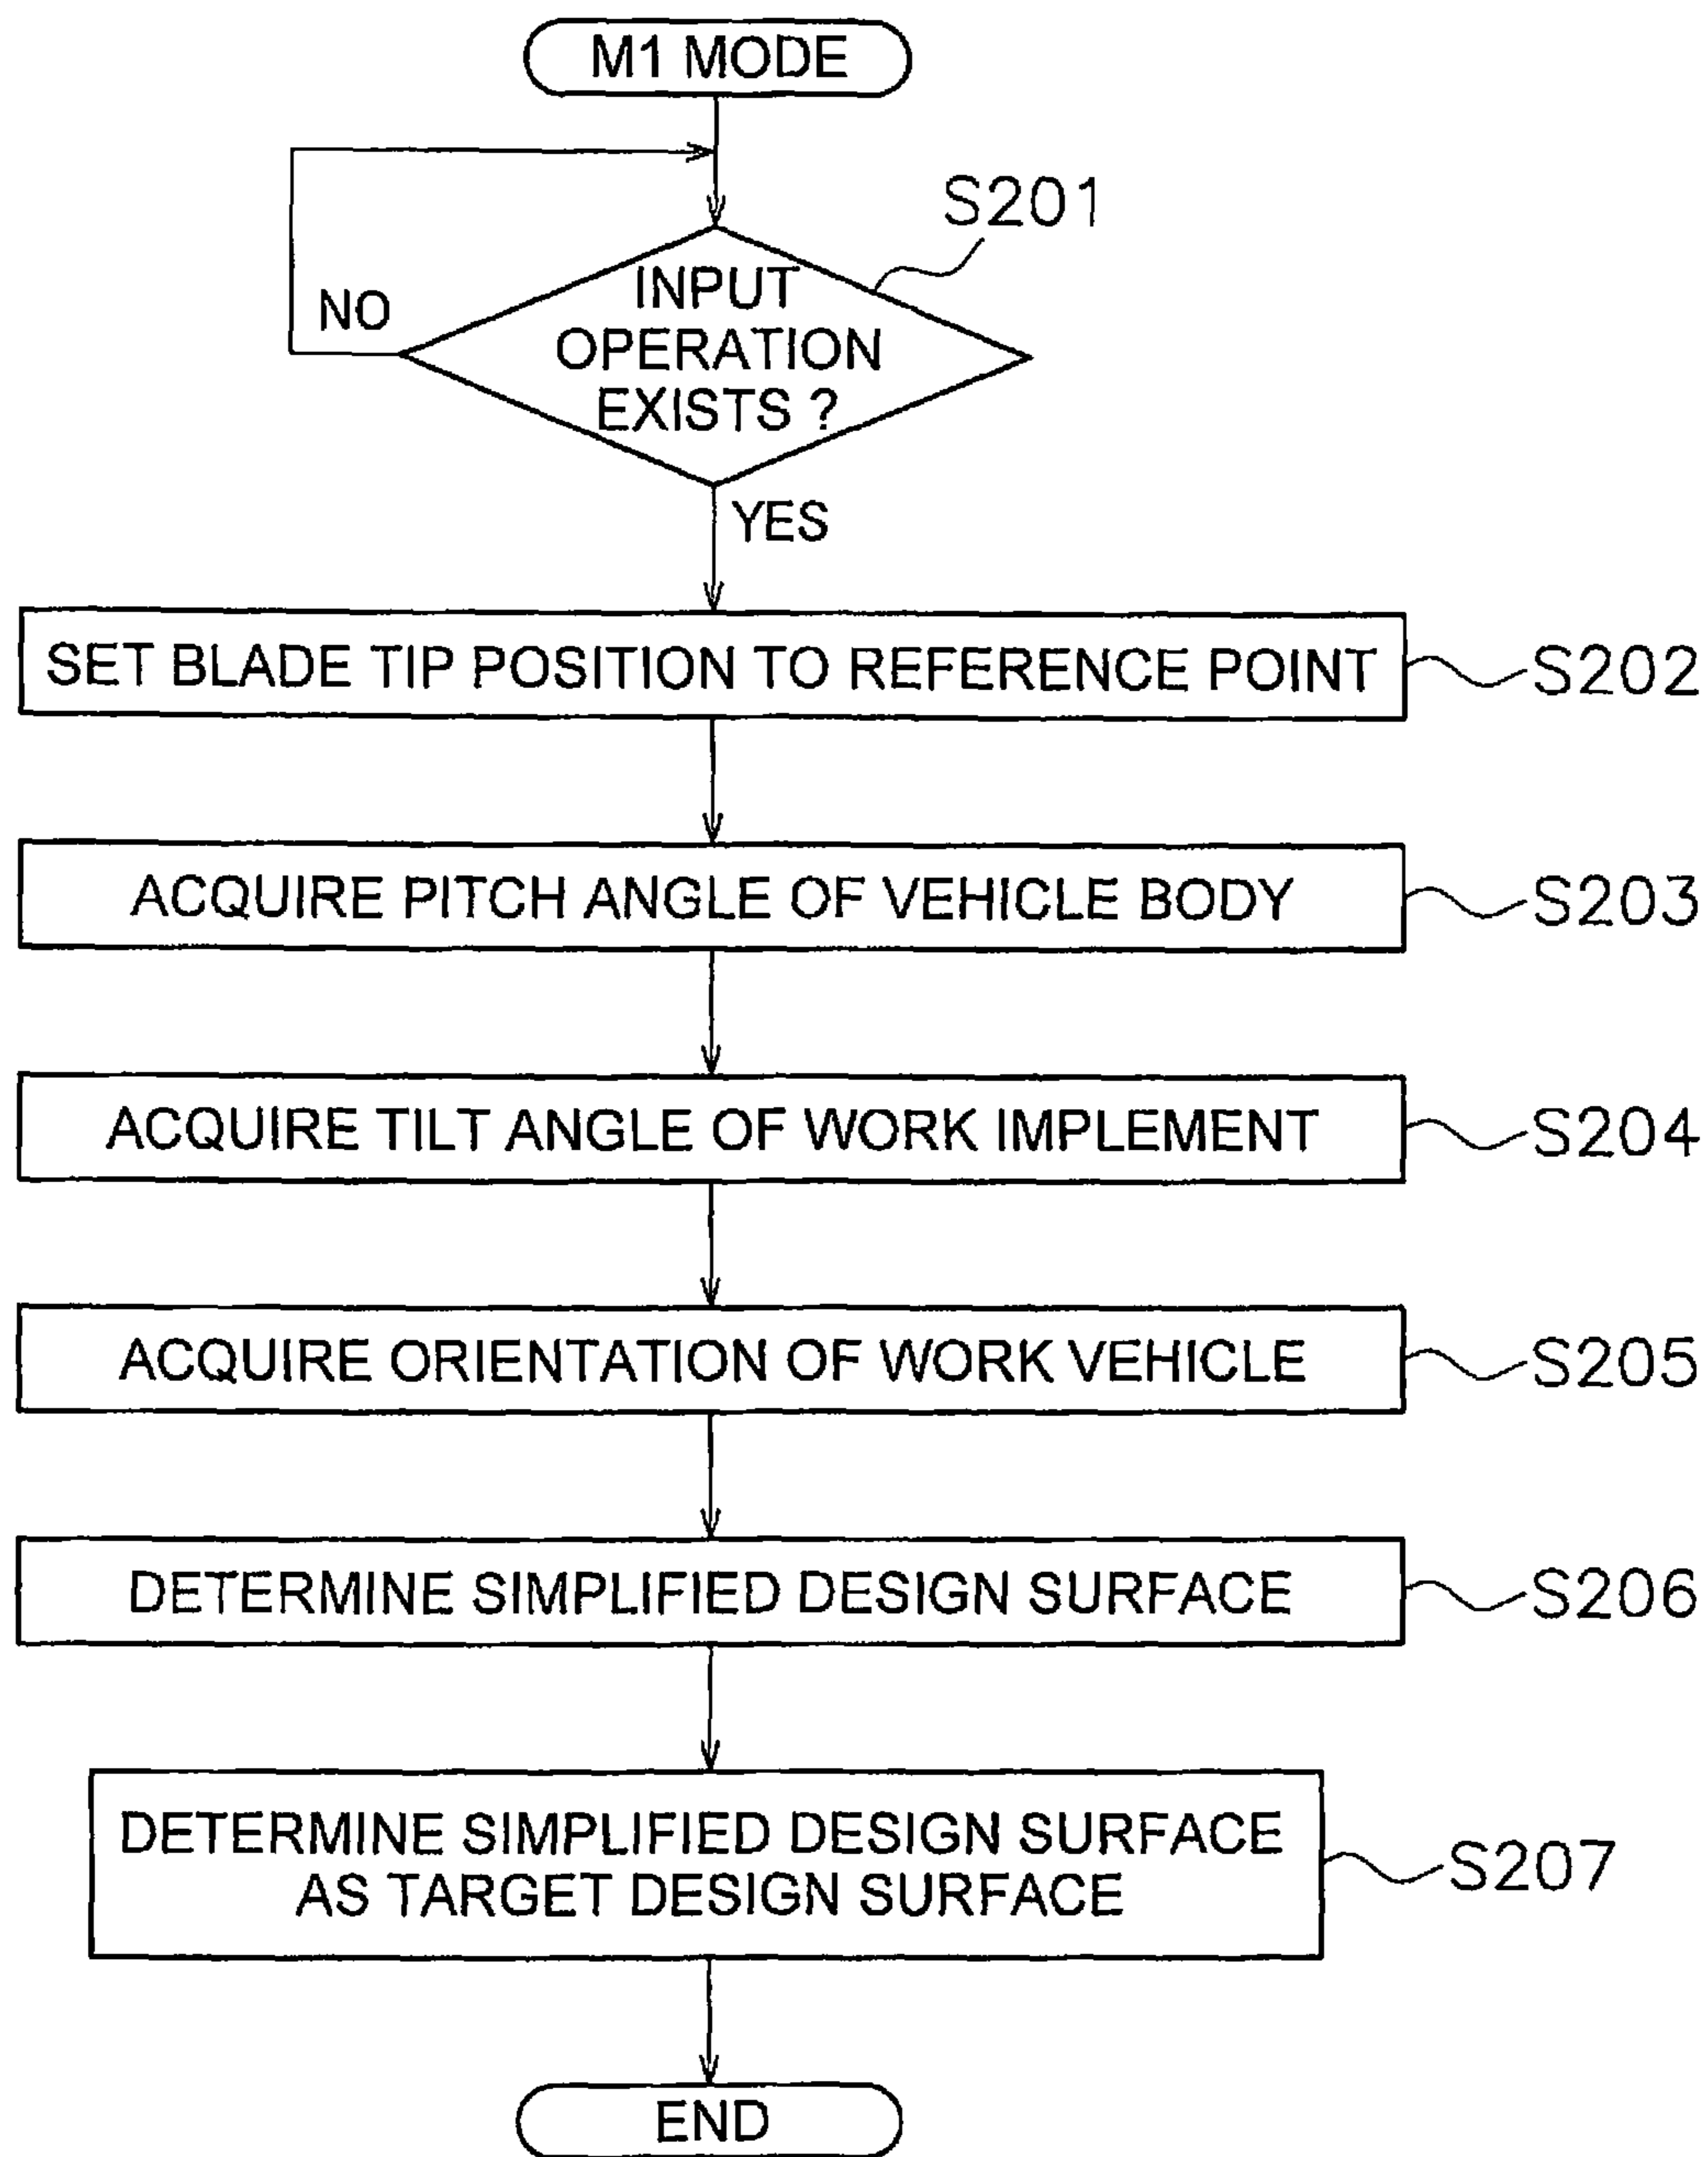 M1 MODE
S201
INPUT
OPERATION
EXISTS ?
NO
YES
SET BLADE TIP POSITION TO REFERENCE POINT
S202
ACQUIRE PITCH ANGLE OF VEHICLE BODY
S203
ACQUIRE TILT ANGLE OF WORK IMPLEMENT
S204
ACQUIRE ORIENTATION OF WORK VEHICLE
S205
DETERMINE SIMPLIFIED DESIGN SURFACE
S206
DETERMINE SIMPLIFIED DESIGN SURFACE
AS TARGET DESIGN SURFACE
S207
END